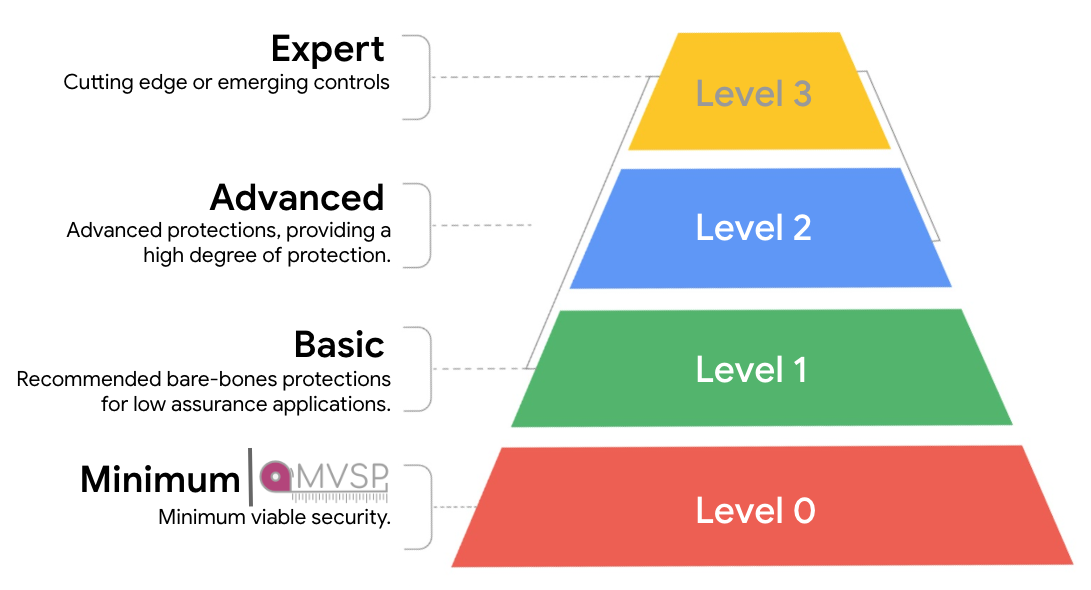 Expert
Cutting edge or emerging controls
Level 3
Advanced
Advanced protections, providing a
high degree of protection.
Level 2
Basic
Recommended bare-bones protections
for low assurance applications.
Level 1
Minimum
MVSP
Minimum viable security.
Level 0